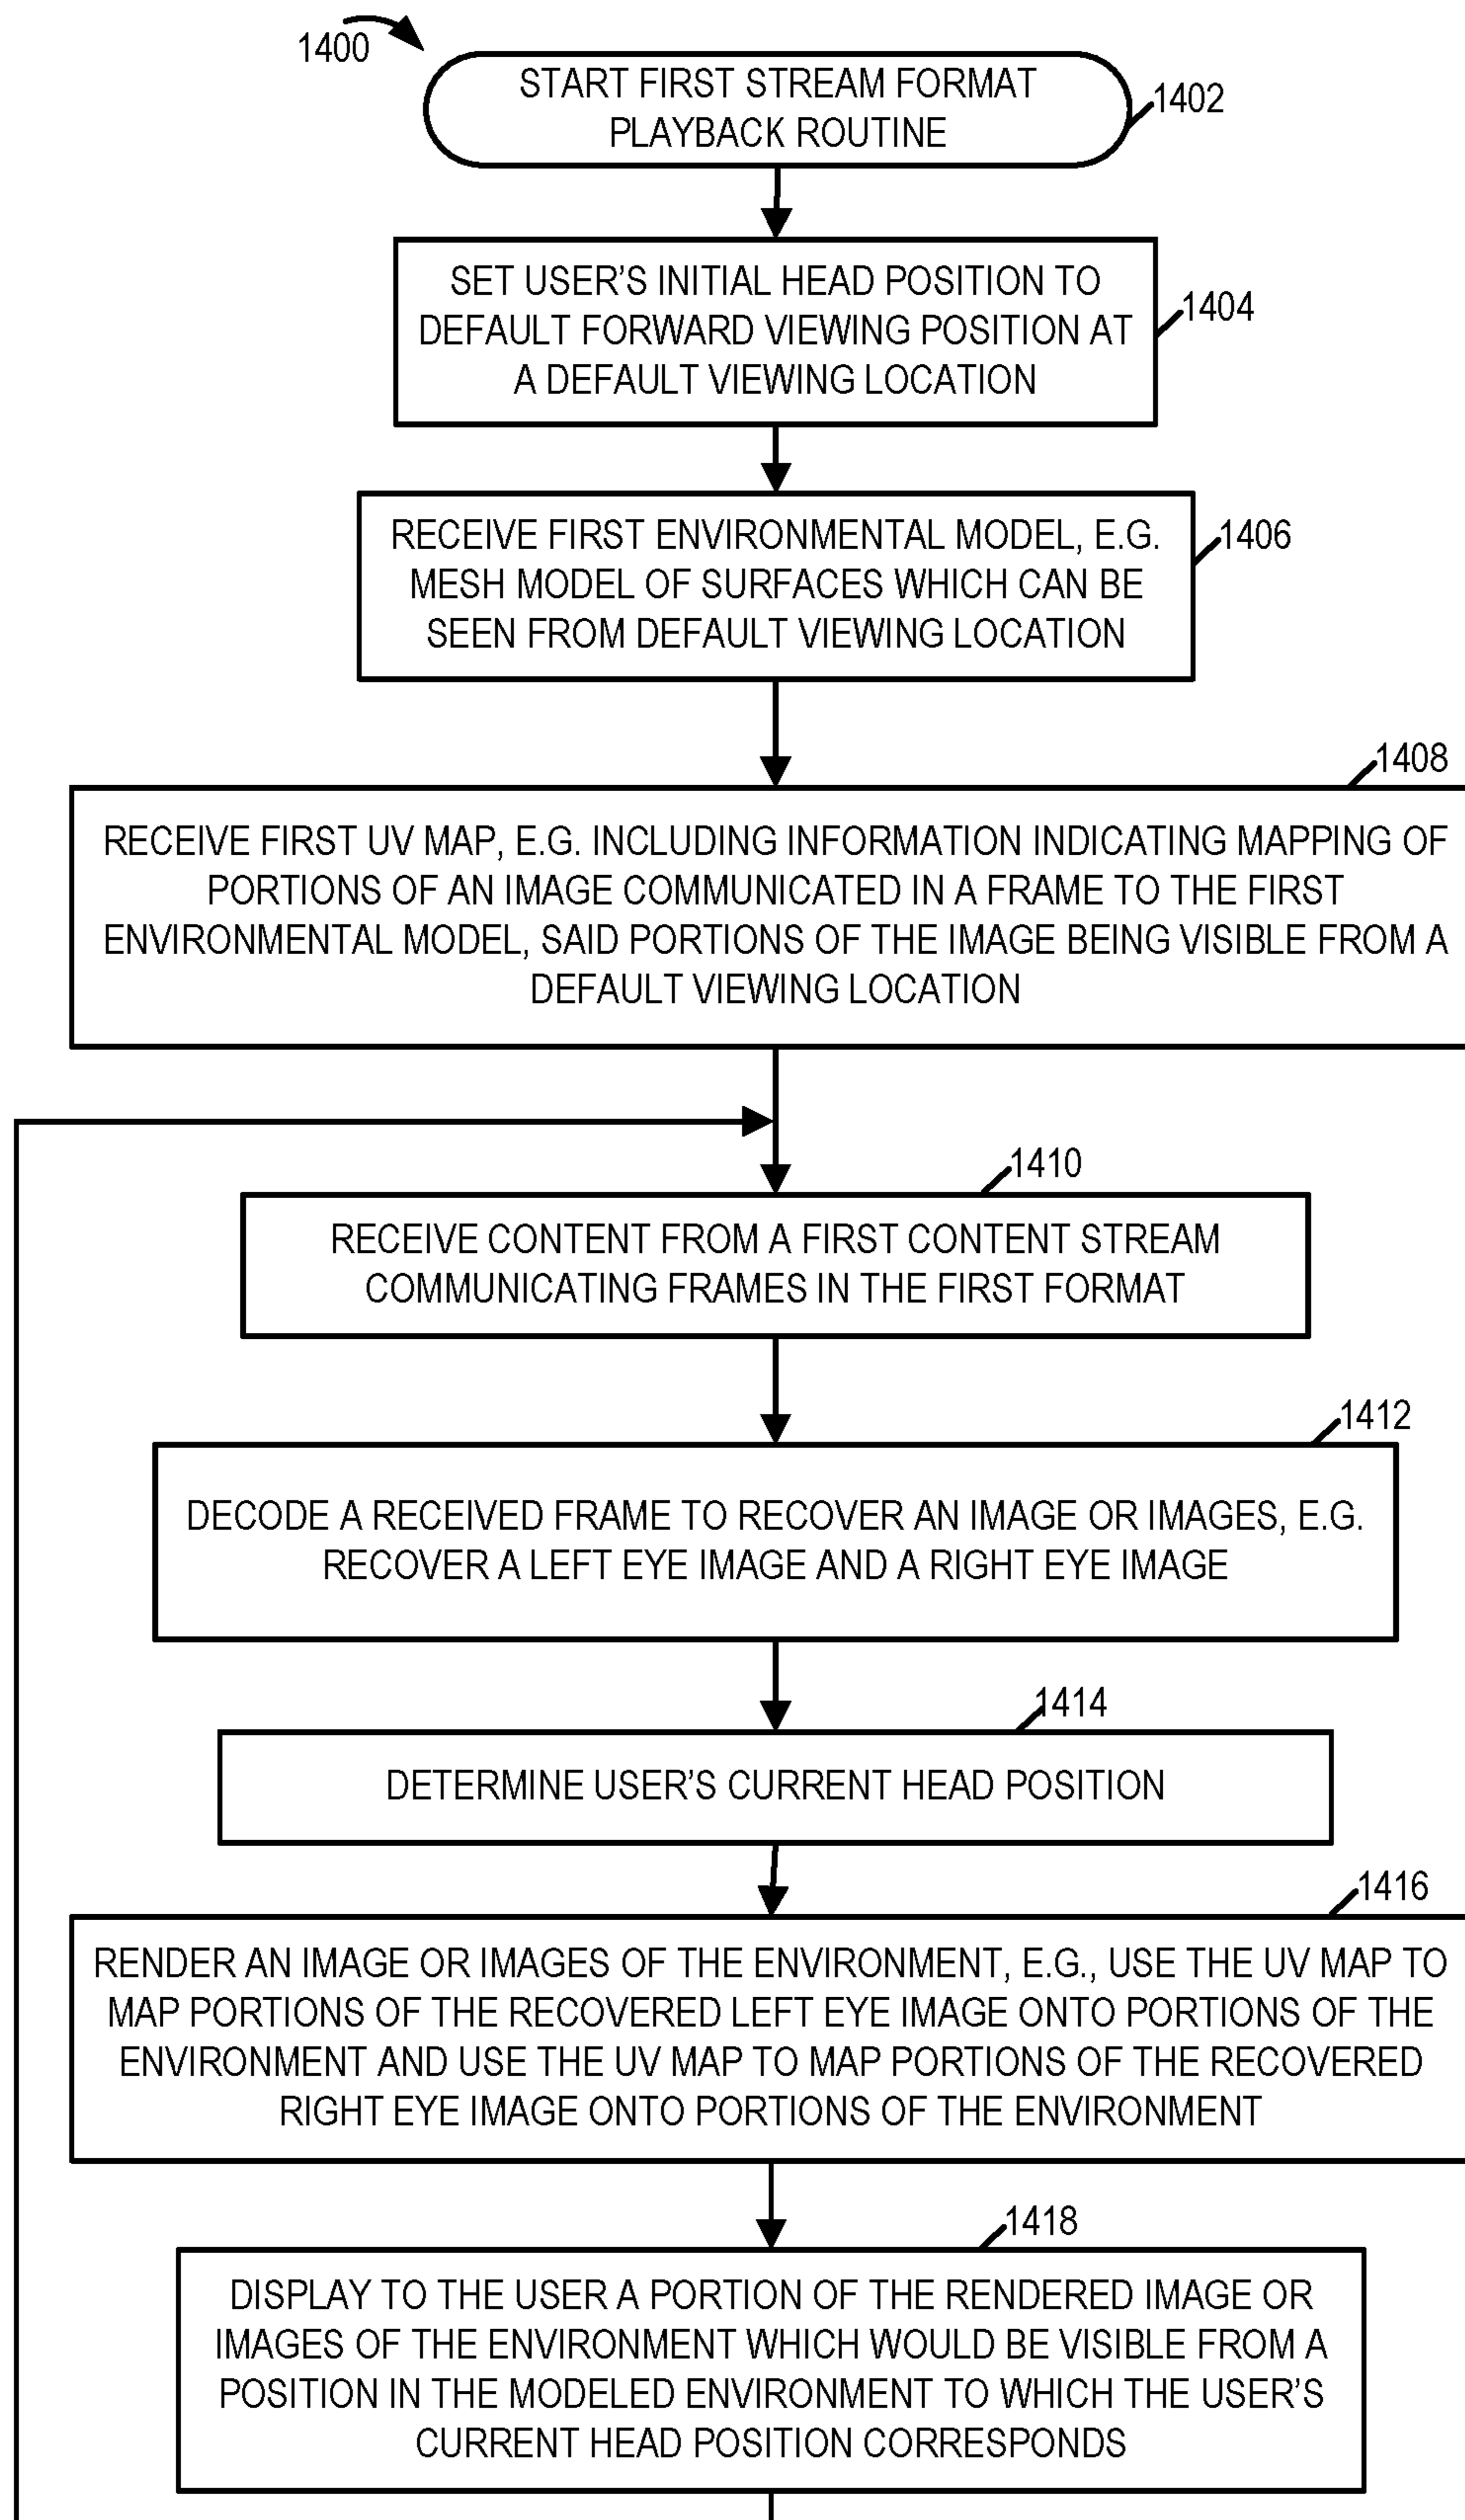 1400
START FIRST STREAM FORMAT
PLAYBACK ROUTINE
1402
SET USER'S INITIAL HEAD POSITION TO
DEFAULT FORWARD VIEWING POSITION AT
A DEFAULT VIEWING LOCATION
1404
RECEIVE FIRST ENVIRONMENTAL MODEL, E.G.
MESH MODEL OF SURFACES WHICH CAN BE
SEEN FROM DEFAULT VIEWING LOCATION
1406
1408
RECEIVE FIRST UV MAP, E.G. INCLUDING INFORMATION INDICATING MAPPING OF
PORTIONS OF AN IMAGE COMMUNICATED IN A FRAME TO THE FIRST
ENVIRONMENTAL MODEL, SAID PORTIONS OF THE IMAGE BEING VISIBLE FROM A
DEFAULT VIEWING LOCATION
1410
RECEIVE CONTENT FROM A FIRST CONTENT STREAM
COMMUNICATING FRAMES IN THE FIRST FORMAT
1412
DECODE A RECEIVED FRAME TO RECOVER AN IMAGE OR IMAGES, E.G.
RECOVER A LEFT EYE IMAGE AND A RIGHT EYE IMAGE
1414
DETERMINE USER'S CURRENT HEAD POSITION
1416
RENDER AN IMAGE OR IMAGES OF THE ENVIRONMENT, E.G., USE THE UV MAP TO
MAP PORTIONS OF THE RECOVERED LEFT EYE IMAGE ONTO PORTIONS OF THE
ENVIRONMENT AND USE THE UV MAP TO MAP PORTIONS OF THE RECOVERED
RIGHT EYE IMAGE ONTO PORTIONS OF THE ENVIRONMENT
1418
DISPLAY TO THE USER A PORTION OF THE RENDERED IMAGE OR
IMAGES OF THE ENVIRONMENT WHICH WOULD BE VISIBLE FROM A
POSITION IN THE MODELED ENVIRONMENT TO WHICH THE USER'S
CURRENT HEAD POSITION CORRESPONDS